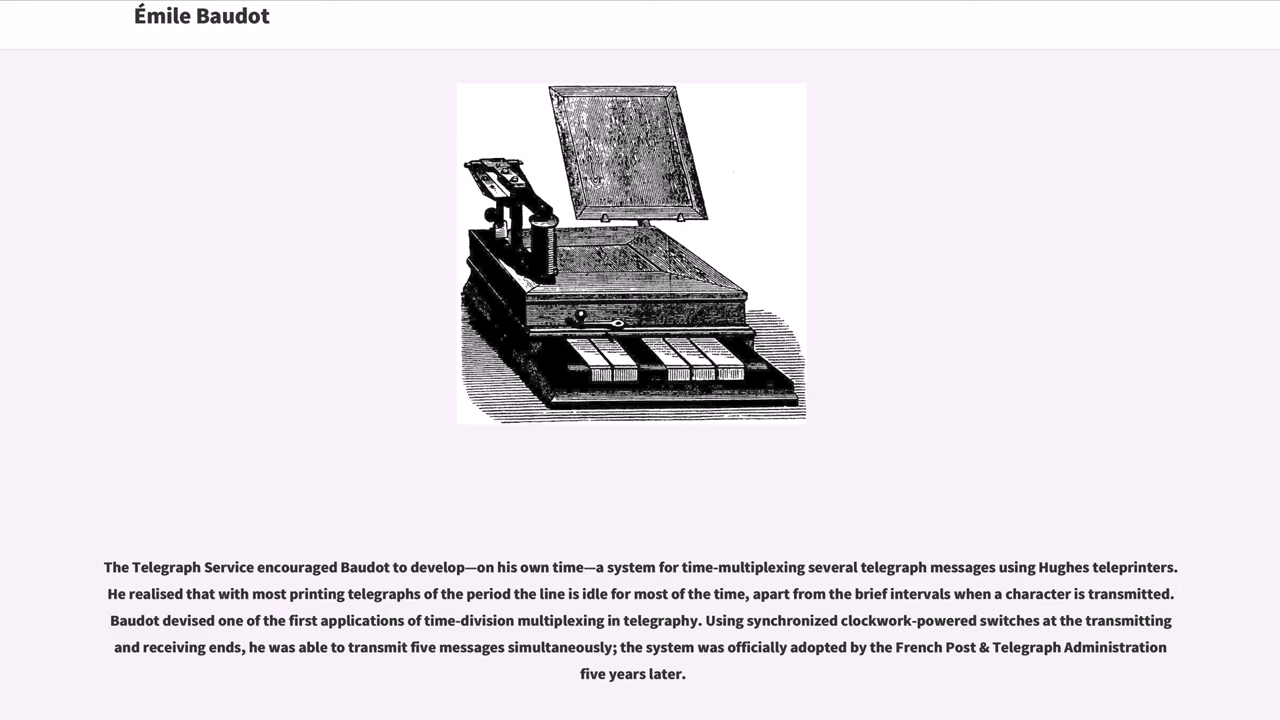 Émile Baudot
The Telegraph Service encouraged Baudot to develop—on his own time—a system for time-multiplexing several telegraph messages using Hughes teleprinters.
He realised that with most printing telegraphs of the period the line is idle for most of the time, apart from the brief intervals when a character is transmitted.
Baudot devised one of the first applications of time-division multiplexing in telegraphy. Using synchronized clockwork-powered switches at the transmitting
and receiving ends, he was able to transmit five messages simultaneously; the system was officially adopted by the French Post & Telegraph Administration
five years later.